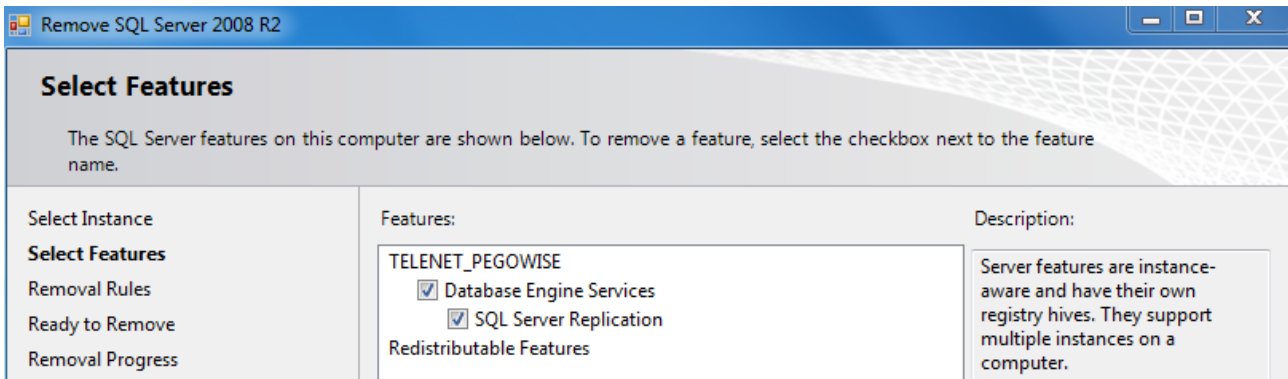 Remove SQL Server 2008 R2
Select Features
The SQL Server features on this computer are shown below. To remove a feature, select the checkbox next to the feature
name.
Select Instance
Select Features
Removal Rules
Ready to Remove
Removal Progress
Features:
TELENET_PEGOWISE
Database Engine Services
SQL Server Replication
Redistributable Features
Description:
Server features are instance-
aware and have their own
registry hives. They support
multiple instances on a
computer.